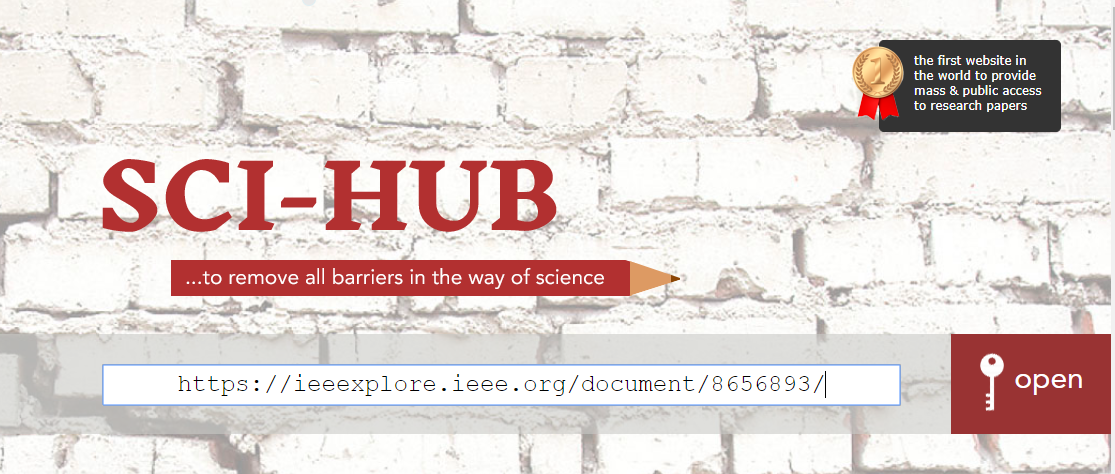 the first website in
the world to provide
mass & public access
to research papers
1
SCI-HUB
...to remove all barriers in the way of science
https://ieeexplore.ieee.org/document/8656893/
open